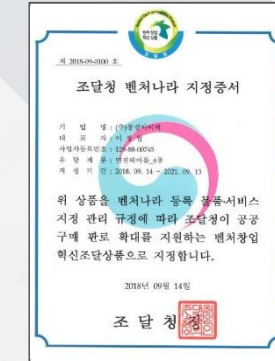 제 2018-09-0100 호
조달청 벤처나라 지정증서
기 업 명 :
대 표 자 :
사업자등록번호 : 129-88-00745
지 정 기 간 : 2018. 09. 14 ~ 2021. 09. 13
위 상품을 벤처나라 등록 물품·서비스
지정 관리 규정에 따라 조달청이 공공
구매 판로 확대를 지원하는 벤처창업
혁신조달상품으로 지정합니다.
2018년 09월 14일
조 달 청 장